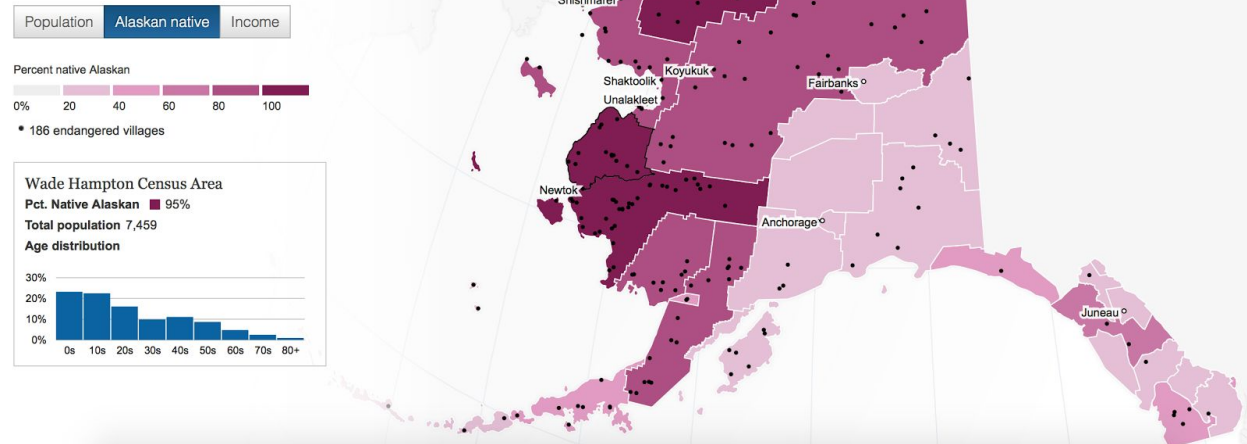 Population Alaskan native Income
Percent native Alaskan
0% 20 40 60 80 100
186 endangered villages
Wade Hampton Census Area
Pct. Native Alaskan 95%
Total population 7,459
Age distribution
30%
20%
10%
0%
0s 10s 20s 30s 40s 50s 60s 70s 80+
Koyukuk
Shaktoolik
Fairbanks
Unalakleet
Newtok
Anchorage
Juneau